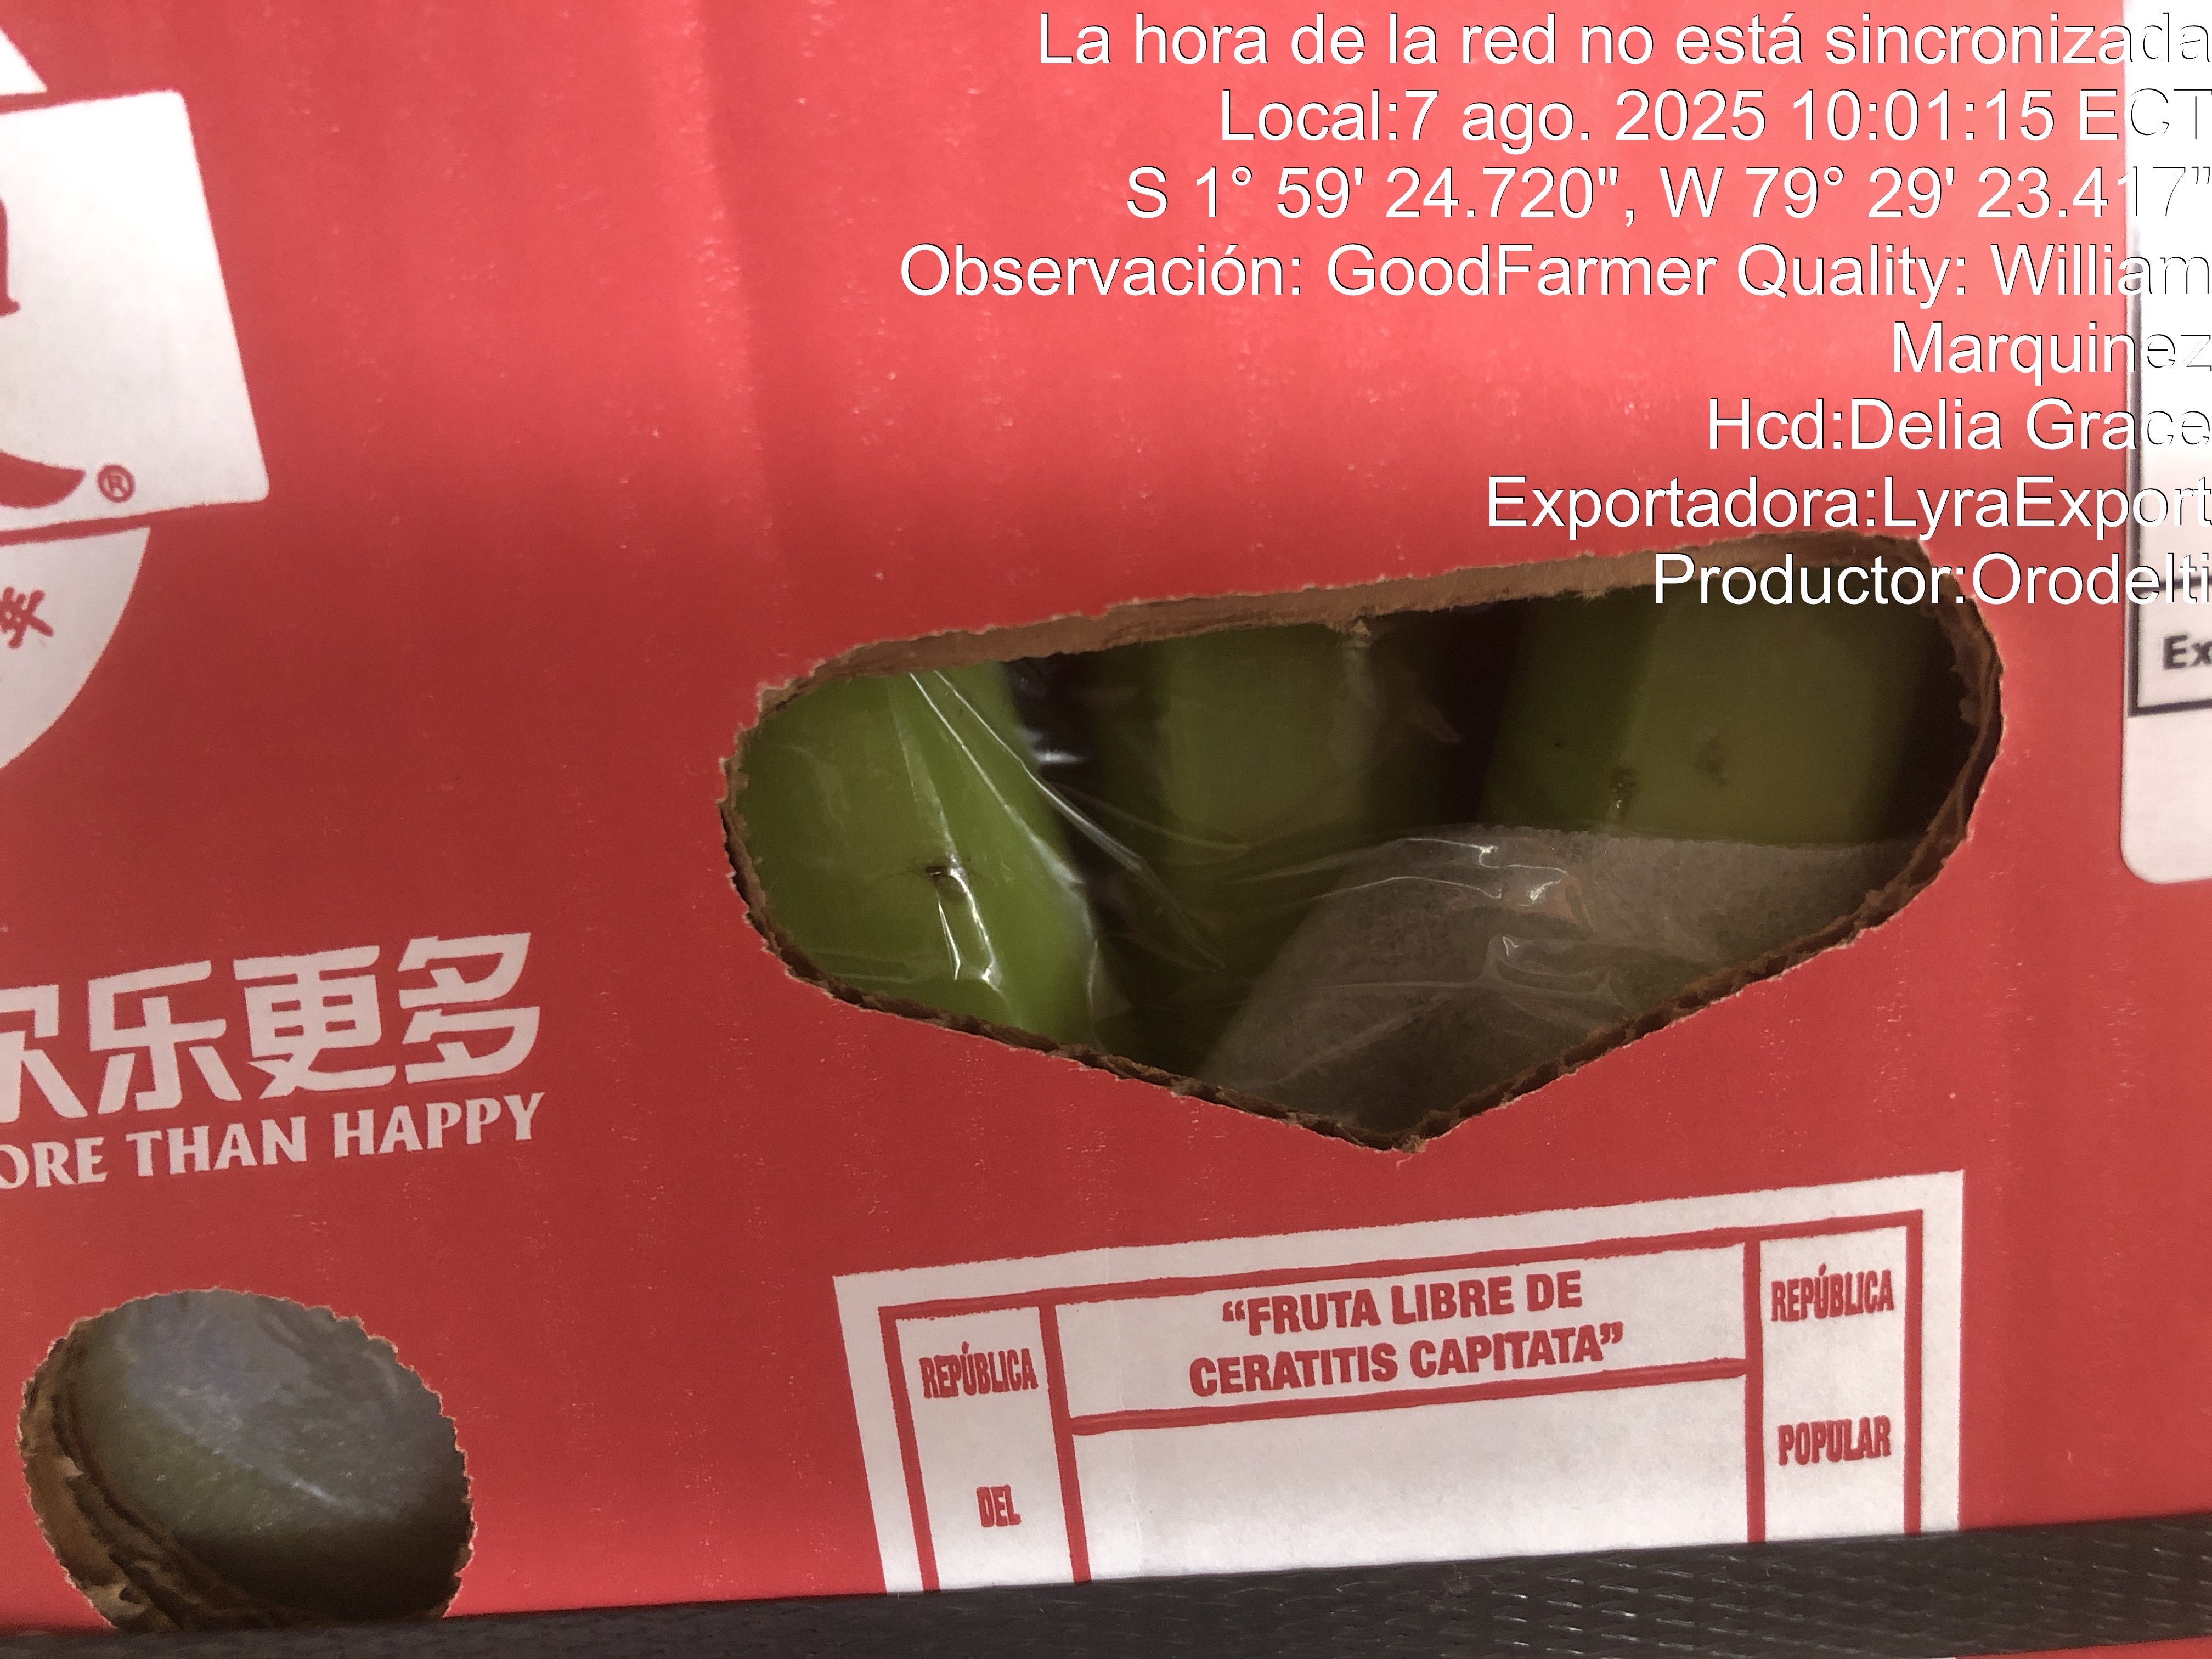 La hora de la red no está sincronizada
Local:7 ago. 2025 10:01:15 ECT
S 1° 59' 24.720", W 79° 29' 23.417"
Observación: GoodFarmer Quality: William
Marquinez
Hcd:Delia Grace
Exportadora:LyraExport
Productor:Orodelti
®
年
Ex
欢乐更多
ORE THAN HAPPY
“FRUTA LIBRE DE
CERATITIS CAPITATA”
REPÚBLICA
DEL
REPÚBLICA
POPULAR